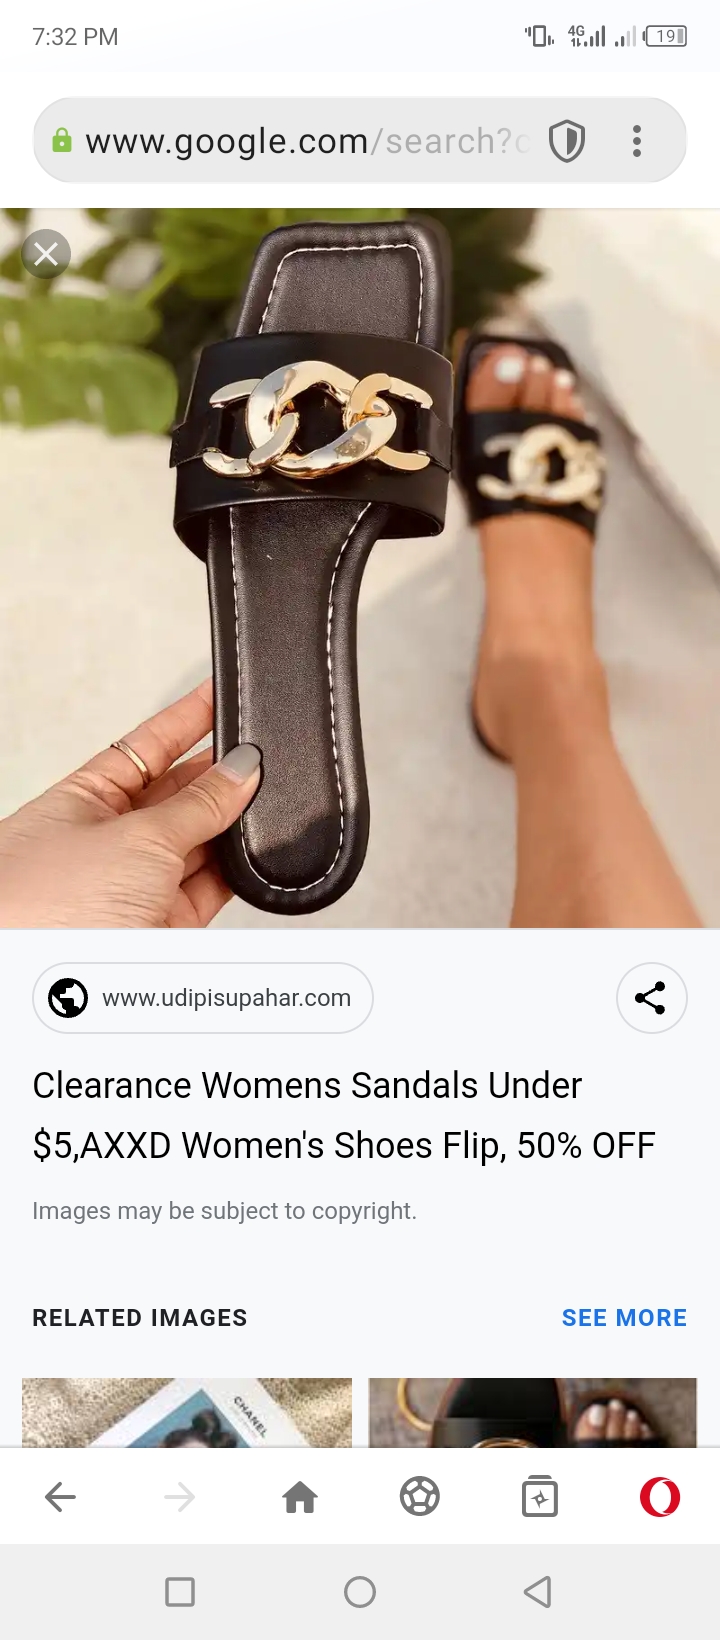 7:32 PM
4G
19
www.google.com/search?
www.udipisupahar.com
Clearance Womens Sandals Under
$5,AXXD Women's Shoes Flip, 50% OFF
Images may be subject to copyright.
RELATED IMAGES
SEE MORE
CHANEL